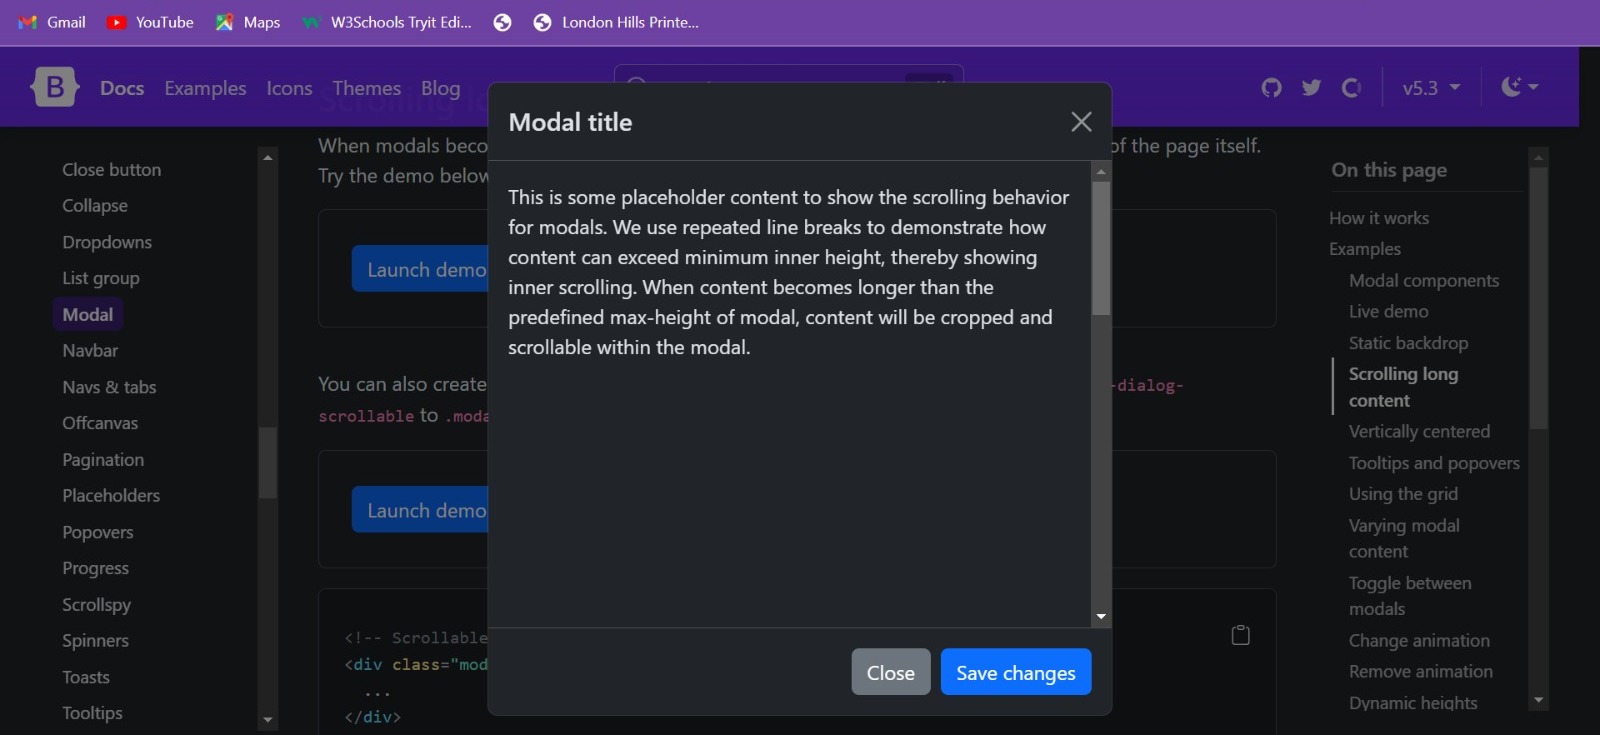 Gmail
YouTube
Maps
W3Schools Tryit Edi...
London Hills Printe...
B
Docs
Examples
Icons
Themes
Blog
v5.3
Close button
Collapse
Dropdowns
List group
Modal
Navbar
Navs & tabs
Offcanvas
Pagination
Placeholders
Popovers
Progress
Scrollspy
Spinners
Toasts
Tooltips
Scrolling lo
When modals beco
of the page itself.
Try the demo below
Launch demo
You can also create
-dialog-
scrollable to .moda
Launch demo
<!-- Scrollable
<div class="mod
...
</div>
Modal title
This is some placeholder content to show the scrolling behavior
for modals. We use repeated line breaks to demonstrate how
content can exceed minimum inner height, thereby showing
inner scrolling. When content becomes longer than the
predefined max-height of modal, content will be cropped and
scrollable within the modal.
Close
Save changes
On this page
How it works
Examples
Modal components
Live demo
Static backdrop
Scrolling long
content
Vertically centered
Tooltips and popovers
Using the grid
Varying modal
content
Toggle between
modals
Change animation
Remove animation
Dynamic heights